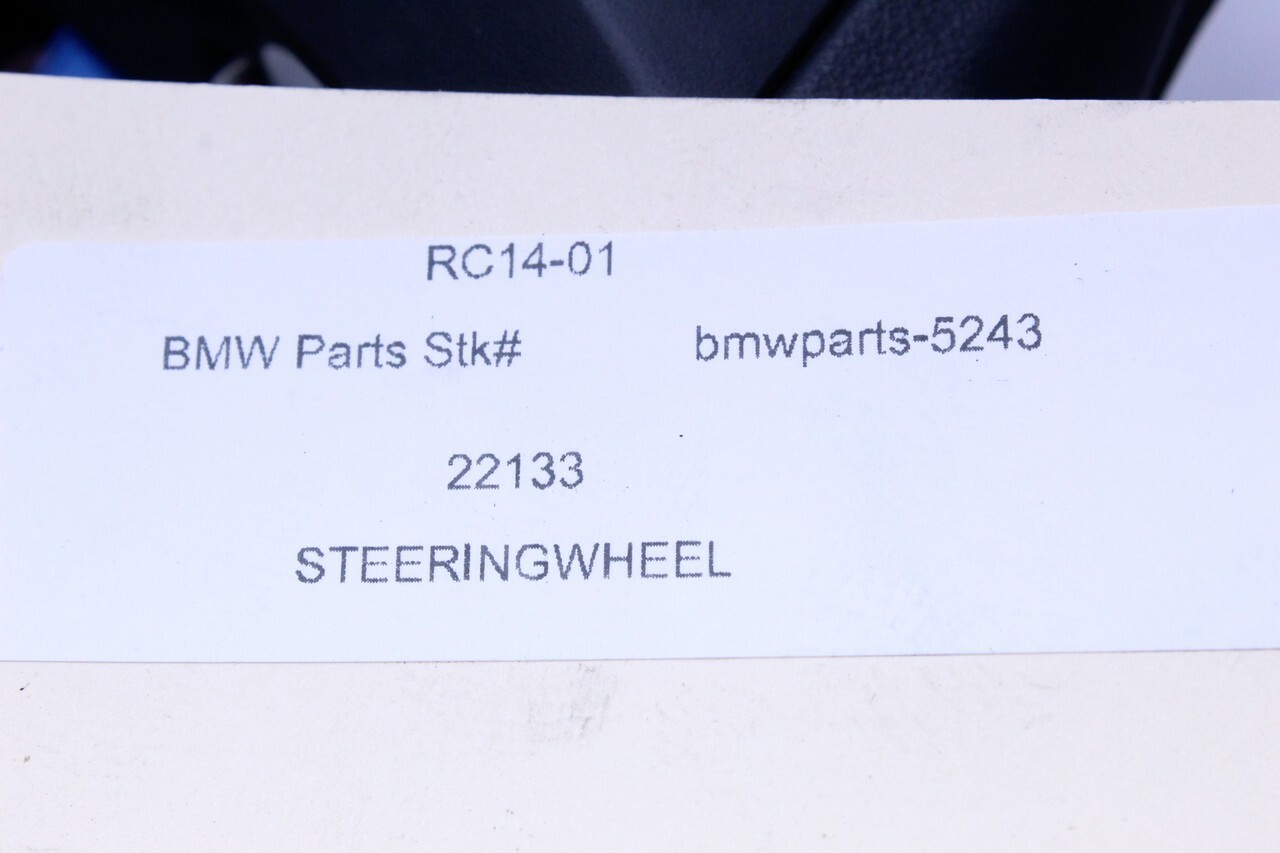 RC14-01
BMW Parts Stk# bmwparts-5243
22133
STEERINGWHEEL